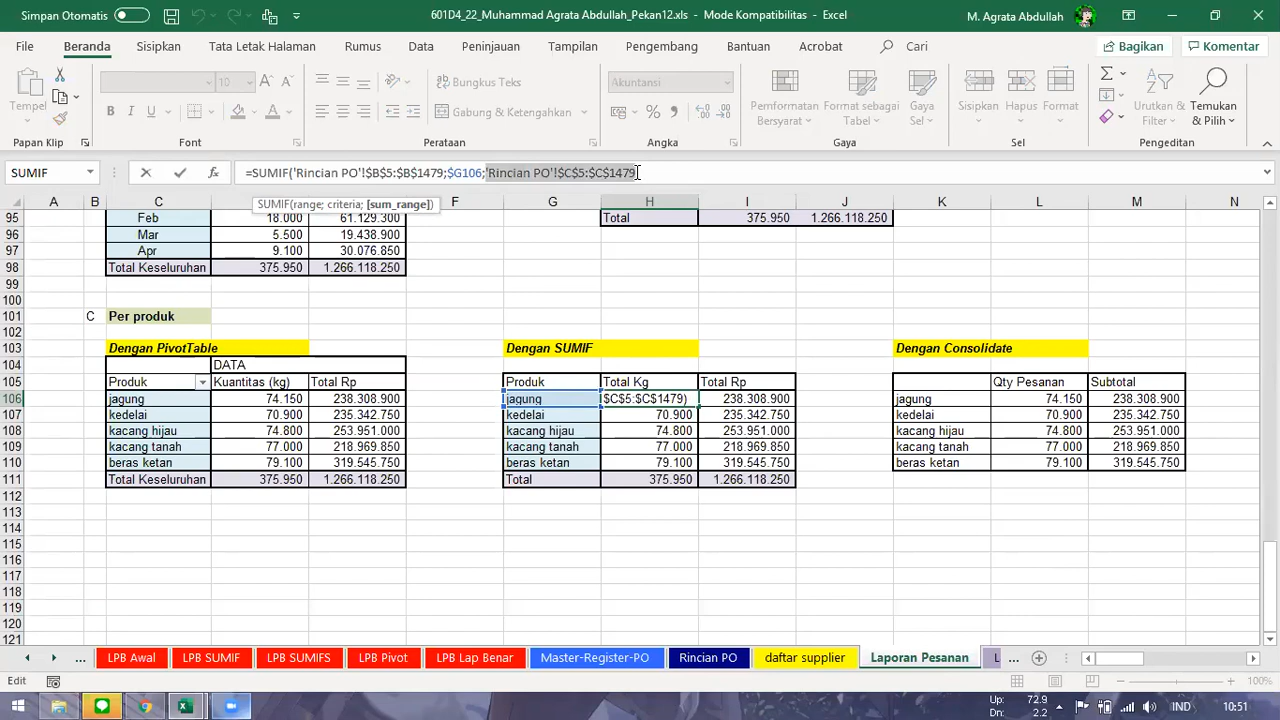 Simpan Otomatis
601D4_22_Muhammad Agrata Abdullah_Pekan12.xls - Mode Kompatibilitas - Excel
M. Agrata Abdullah
File Beranda Sisipkan Tata Letak Halaman Rumus Data Peninjauan Tampilan Pengembang Bantuan Acrobat Cari Bagikan Komentar
Tempel
Papan Klip
10
B I U
Font
Bungkus Teks
Gabung & Ketengahkan
Perataan
Akuntansi
Angka
Pemformatan Bersyarat
Format sebagai Tabel
Gaya Sel
Gaya
Sisipkan Hapus Format
Sel
Urutkan & Filter
Temukan & Pilih
Pengeditan
SUMIF
=SUMIF('Rincian PO'!$B$5:$B$1479;$G106;'Rincian PO'!$C$5:$C$1479
SUMIF(range; criteria; [sum_range])
A B C D E F G H I J K L M N
95 Feb 18.000 61.129.300 Total 375.950 1.266.118.250
96 Mar 5.500 19.438.900
97 Apr 9.100 30.076.850
98 Total Keseluruhan 375.950 1.266.118.250
99
100
101 C Per produk
102
103 Dengan PivotTable Dengan SUMIF Dengan Consolidate
104 DATA
105 Produk Kuantitas (kg) Total Rp Produk Total Kg Total Rp Qty Pesanan Subtotal
106 jagung 74.150 238.308.900 jagung $C$5:$C$1479) 238.308.900 jagung 74.150 238.308.900
107 kedelai 70.900 235.342.750 kedelai 70.900 235.342.750 kedelai 70.900 235.342.750
108 kacang hijau 74.800 253.951.000 kacang hijau 74.800 253.951.000 kacang hijau 74.800 253.951.000
109 kacang tanah 77.000 218.969.850 kacang tanah 77.000 218.969.850 kacang tanah 77.000 218.969.850
110 beras ketan 79.100 319.545.750 beras ketan 79.100 319.545.750 beras ketan 79.100 319.545.750
111 Total Keseluruhan 375.950 1.266.118.250 Total 375.950 1.266.118.250
112
113
114
115
116
117
118
119
120
121
... LPB Awal LPB SUMIF LPB SUMIFS LPB Pivot LPB Lap Benar Master-Register-PO Rincian PO daftar supplier Laporan Pesanan L ...
Edit
100%
Up: 72.9
Dn: 2.2
IND
10:51